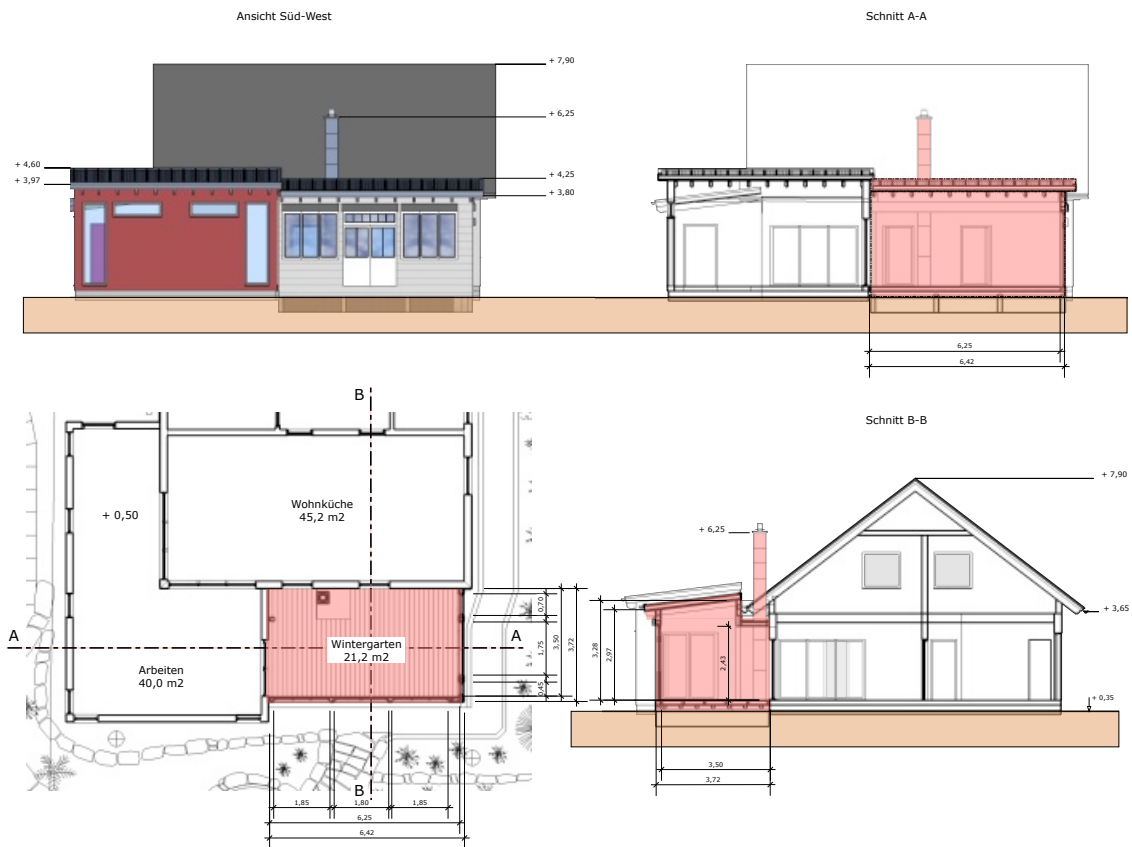 Ansicht Süd-West
Schnitt A-A
+ 7,90
+ 6,25
+ 4,60
+ 3,97
+ 4,25
+ 3,80
6,25
6,42
B
Schnitt B-B
+ 7,90
Wohnküche
45,2 m2
+ 0,50
+ 6,25
0,70
1,75
0,45
3,50
3,72
3,28
2,97
2,43
+ 3,65
A
A
Wintergarten
21,2 m2
Arbeiten
40,0 m2
+ 0,35
3,50
3,72
B
1,85
1,80
1,85
6,25
6,42